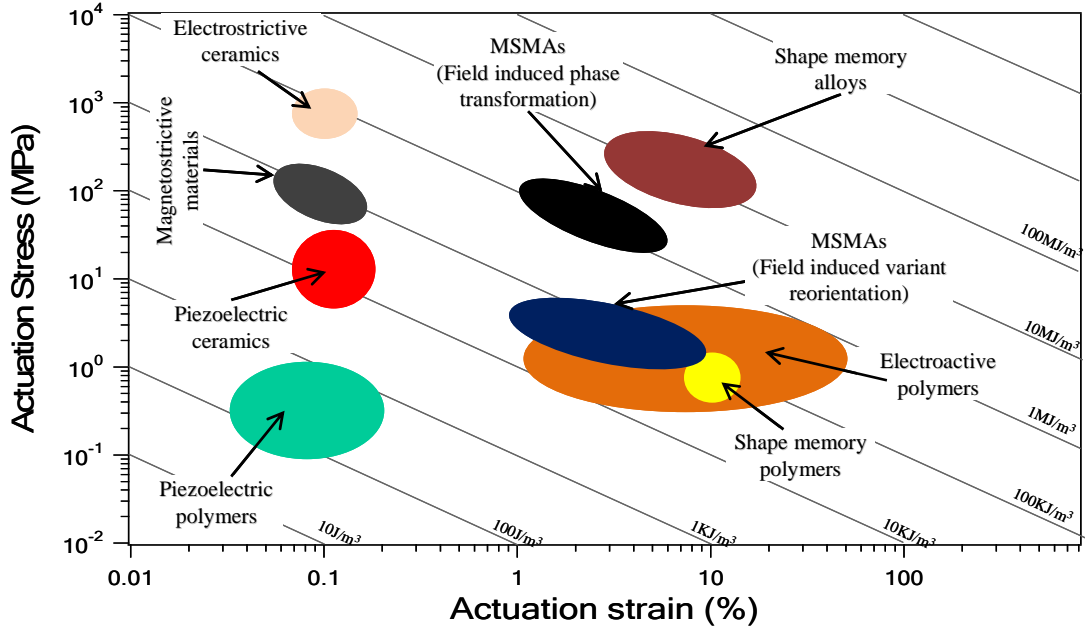 10⁴
10³
10²
10¹
10⁰
10⁻¹
10⁻²
Actuation Stress (MPa)
Electrostrictive
ceramics
MSMAs
(Field induced phase
transformation)
Shape memory
alloys
Magnetostrictive
materials
MSMAs
(Field induced variant
reorientation)
Piezoelectric
ceramics
Electroactive
polymers
Shape memory
polymers
Piezoelectric
polymers
100MJ/m³
10MJ/m³
1MJ/m³
100KJ/m³
10J/m³
100J/m³
1KJ/m³
10KJ/m³
0.01
0.1
1
10
100
Actuation strain (%)